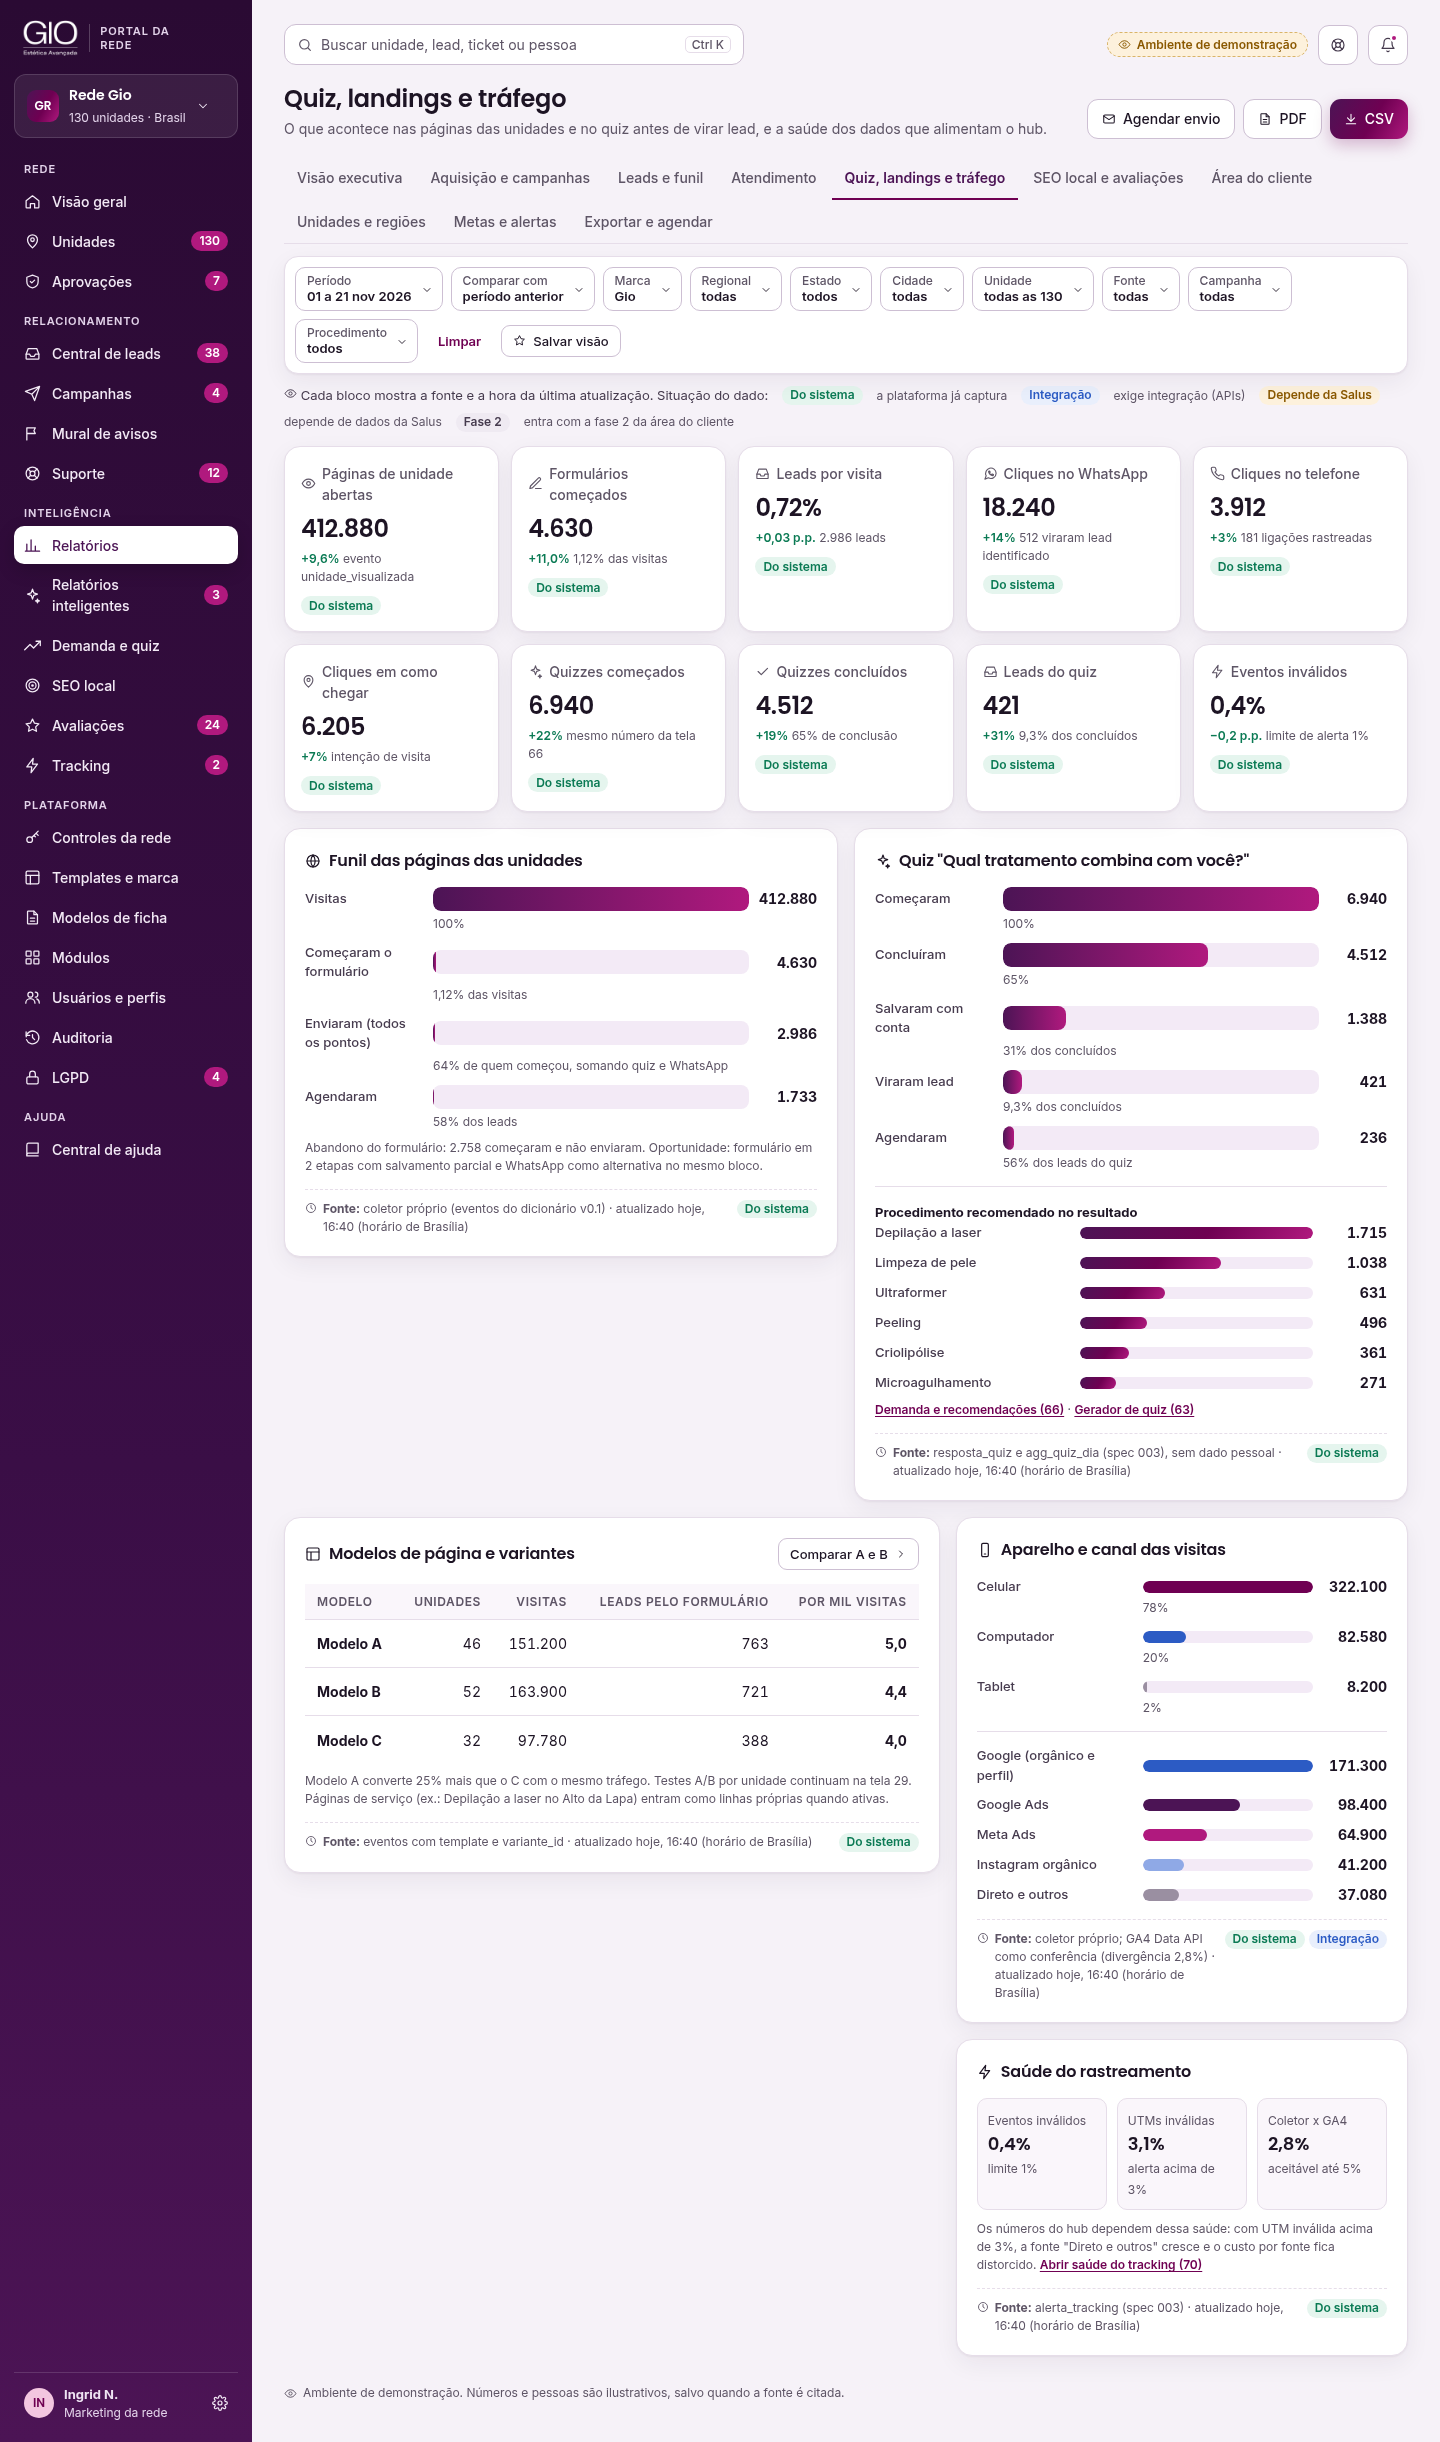 GIO
Estética Avançada
PORTAL DA
REDE
GR
Rede Gio
130 unidades · Brasil
REDE
Visão geral
Unidades 130
Aprovações 7
RELACIONAMENTO
Central de leads 38
Campanhas 4
Mural de avisos
Suporte 12
INTELIGÊNCIA
Relatórios
Relatórios
inteligentes 3
Demanda e quiz
SEO local
Avaliações 24
Tracking 2
PLATAFORMA
Controles da rede
Templates e marca
Modelos de ficha
Módulos
Usuários e perfis
Auditoria
LGPD 4
AJUDA
Central de ajuda
IN
Ingrid N.
Marketing da rede
Buscar unidade, lead, ticket ou pessoa Ctrl K
Ambiente de demonstração
Quiz, landings e tráfego
O que acontece nas páginas das unidades e no quiz antes de virar lead, e a saúde dos dados que alimentam o hub.
Agendar envio PDF CSV
Visão executiva Aquisição e campanhas Leads e funil Atendimento Quiz, landings e tráfego SEO local e avaliações Área do cliente
Unidades e regiões Metas e alertas Exportar e agendar
Período Comparar com Marca Regional Estado Cidade Unidade Fonte Campanha
01 a 21 nov 2026 período anterior Gio todas todos todas todas as 130 todas todas
Procedimento
todos
Limpar Salvar visão
Cada bloco mostra a fonte e a hora da última atualização. Situação do dado: Do sistema a plataforma já captura Integração exige integração (APIs) Depende da Salus
depende de dados da Salus Fase 2 entra com a fase 2 da área do cliente
Páginas de unidade
abertas
412.880
+9,6% evento
unidade_visualizada
Do sistema
Formulários
começados
4.630
+11,0% 1,12% das visitas
Do sistema
Leads por visita
0,72%
+0,03 p.p. 2.986 leads
Do sistema
Cliques no WhatsApp
18.240
+14% 512 viraram lead
identificado
Do sistema
Cliques no telefone
3.912
+3% 181 ligações rastreadas
Do sistema
Cliques em como
chegar
6.205
+7% intenção de visita
Do sistema
Quizzes começados
6.940
+22% mesmo número da tela
66
Do sistema
Quizzes concluídos
4.512
+19% 65% de conclusão
Do sistema
Leads do quiz
421
+31% 9,3% dos concluídos
Do sistema
Eventos inválidos
0,4%
−0,2 p.p. limite de alerta 1%
Do sistema
Funil das páginas das unidades
Visitas 412.880
100%
Começaram o
formulário 4.630
1,12% das visitas
Enviaram (todos
os pontos) 2.986
64% de quem começou, somando quiz e WhatsApp
Agendaram 1.733
58% dos leads
Abandono do formulário: 2.758 começaram e não enviaram. Oportunidade: formulário em
2 etapas com salvamento parcial e WhatsApp como alternativa no mesmo bloco.
Fonte: coletor próprio (eventos do dicionário v0.1) · atualizado hoje, Do sistema
16:40 (horário de Brasília)
Quiz "Qual tratamento combina com você?"
Começaram 6.940
100%
Concluíram 4.512
65%
Salvaram com
conta 1.388
31% dos concluídos
Viraram lead 421
9,3% dos concluídos
Agendaram 236
56% dos leads do quiz
Procedimento recomendado no resultado
Depilação a laser 1.715
Limpeza de pele 1.038
Ultraformer 631
Peeling 496
Criolipólise 361
Microagulhamento 271
Demanda e recomendações (66) · Gerador de quiz (63)
Fonte: resposta_quiz e agg_quiz_dia (spec 003), sem dado pessoal · Do sistema
atualizado hoje, 16:40 (horário de Brasília)
Modelos de página e variantes Comparar A e B
MODELO UNIDADES VISITAS LEADS PELO FORMULÁRIO POR MIL VISITAS
Modelo A 46 151.200 763 5,0
Modelo B 52 163.900 721 4,4
Modelo C 32 97.780 388 4,0
Modelo A converte 25% mais que o C com o mesmo tráfego. Testes A/B por unidade continuam na tela 29.
Páginas de serviço (ex.: Depilação a laser no Alto da Lapa) entram como linhas próprias quando ativas.
Fonte: eventos com template e variante_id · atualizado hoje, 16:40 (horário de Brasília) Do sistema
Aparelho e canal das visitas
Celular 322.100
78%
Computador 82.580
20%
Tablet 8.200
2%
Google (orgânico e
perfil) 171.300
Google Ads 98.400
Meta Ads 64.900
Instagram orgânico 41.200
Direto e outros 37.080
Fonte: coletor próprio; GA4 Data API Do sistema Integração
como conferência (divergência 2,8%) ·
atualizado hoje, 16:40 (horário de
Brasília)
Saúde do rastreamento
Eventos inválidos
0,4%
limite 1%
UTMs inválidas
3,1%
alerta acima de
3%
Coletor x GA4
2,8%
aceitável até 5%
Os números do hub dependem dessa saúde: com UTM inválida acima
de 3%, a fonte "Direto e outros" cresce e o custo por fonte fica
distorcido. Abrir saúde do tracking (70)
Fonte: alerta_tracking (spec 003) · atualizado hoje, Do sistema
16:40 (horário de Brasília)
Ambiente de demonstração. Números e pessoas são ilustrativos, salvo quando a fonte é citada.